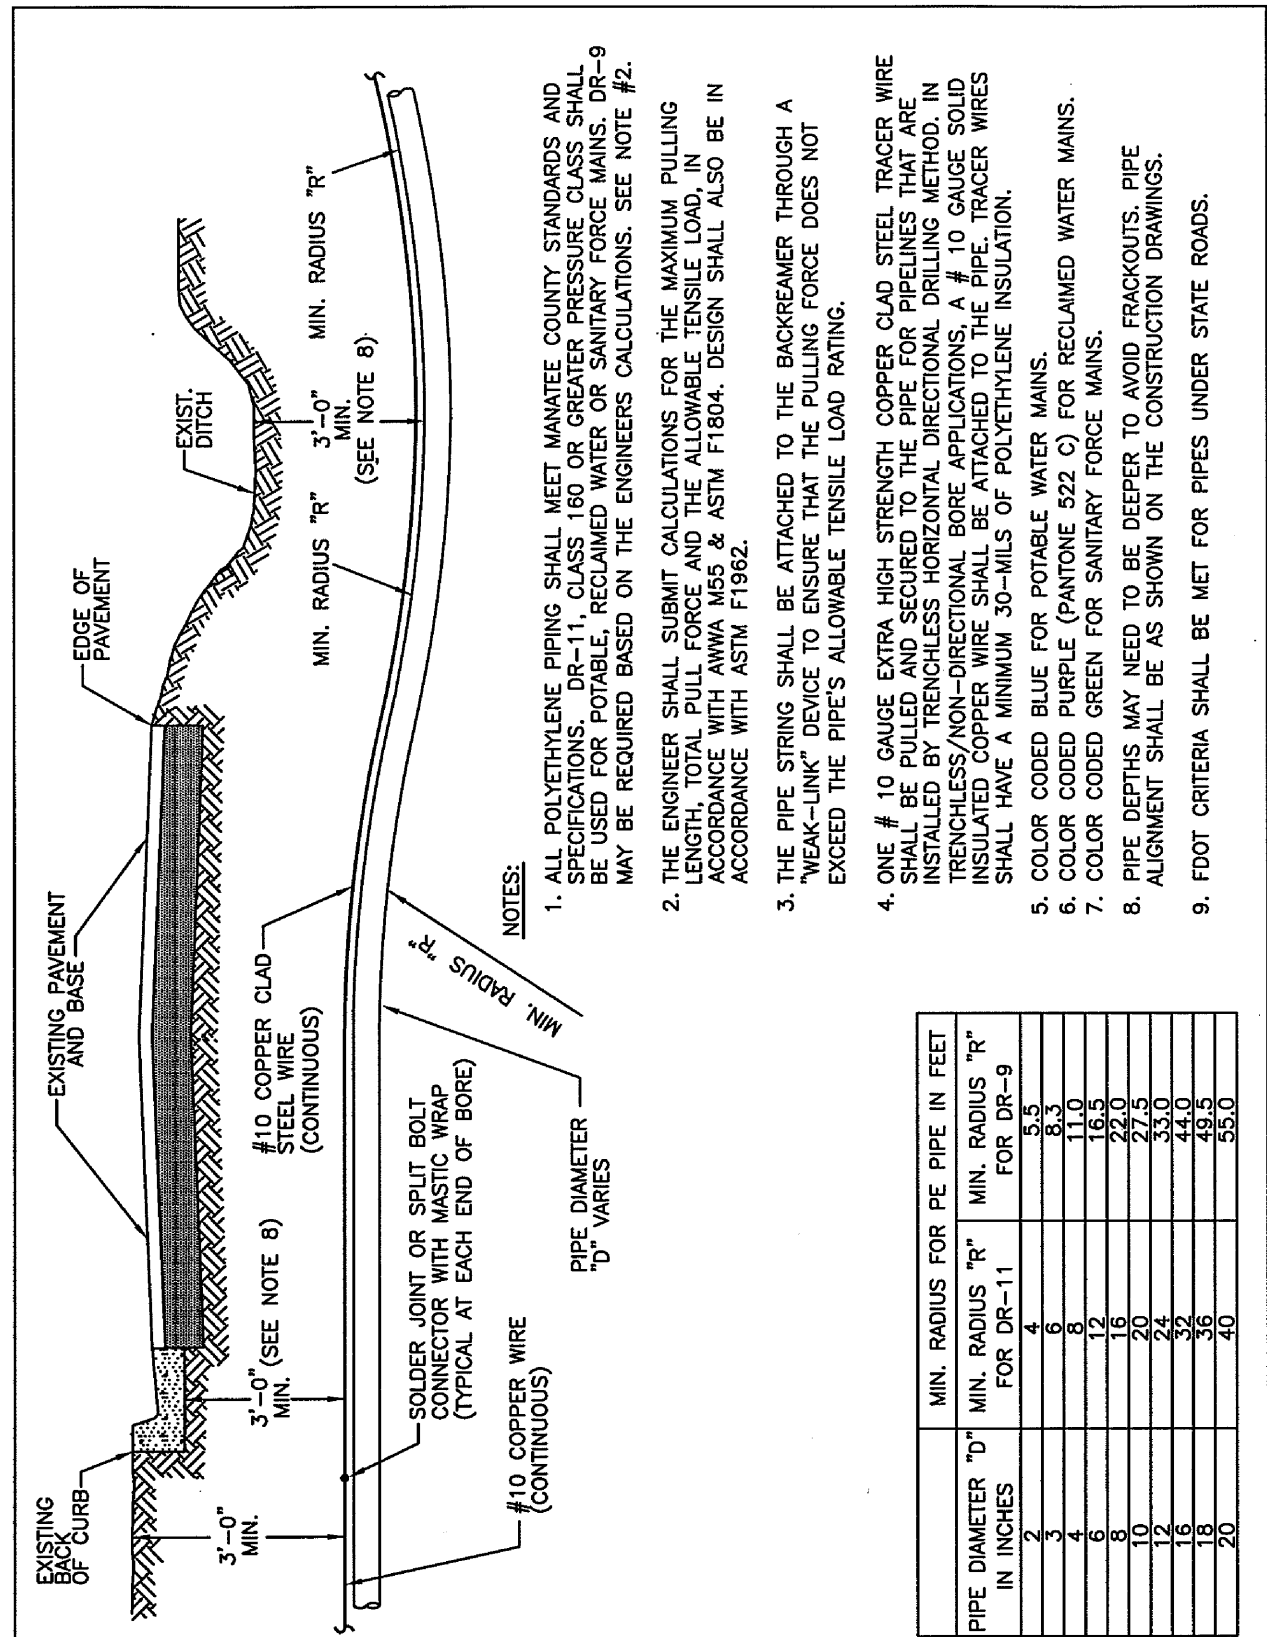 EXISTING
BACK
OF CURB
EXISTING PAVEMENT
AND BASE
EDGE OF
PAVEMENT
EXIST.
DITCH
3'-0"
MIN.
3'-0" (SEE NOTE 8)
MIN.
#10 COPPER CLAD
STEEL WIRE
(CONTINUOUS)
MIN. RADIUS "R"
3'-0"
MIN.
(SEE NOTE 8)
MIN. RADIUS "R"
SOLDER JOINT OR SPLIT BOLT
CONNECTOR WITH MASTIC WRAP
(TYPICAL AT EACH END OF BORE)
MIN. RADIUS "R"
#10 COPPER WIRE
(CONTINUOUS)
PIPE DIAMETER
"D" VARIES
NOTES:
1. ALL POLYETHYLENE PIPING SHALL MEET MANATEE COUNTY STANDARDS AND
SPECIFICATIONS. DR-11, CLASS 160 OR GREATER PRESSURE CLASS SHALL
BE USED FOR POTABLE, RECLAIMED WATER OR SANITARY FORCE MAINS. DR-9
MAY BE REQUIRED BASED ON THE ENGINEERS CALCULATIONS. SEE NOTE #2.
2. THE ENGINEER SHALL SUBMIT CALCULATIONS FOR THE MAXIMUM PULLING
LENGTH, TOTAL PULL FORCE AND THE ALLOWABLE TENSILE LOAD, IN
ACCORDANCE WITH AWWA M55 & ASTM F1804. DESIGN SHALL ALSO BE IN
ACCORDANCE WITH ASTM F1962.
3. THE PIPE STRING SHALL BE ATTACHED TO THE BACKREAMER THROUGH A
"WEAK-LINK" DEVICE TO ENSURE THAT THE PULLING FORCE DOES NOT
EXCEED THE PIPE'S ALLOWABLE TENSILE LOAD RATING.
4. ONE # 10 GAUGE EXTRA HIGH STRENGTH COPPER CLAD STEEL TRACER WIRE
SHALL BE PULLED AND SECURED TO THE PIPE FOR PIPELINES THAT ARE
INSTALLED BY TRENCHLESS HORIZONTAL DIRECTIONAL DRILLING METHOD. IN
TRENCHLESS/NON-DIRECTIONAL BORE APPLICATIONS, A # 10 GAUGE SOLID
INSULATED COPPER WIRE SHALL BE ATTACHED TO THE PIPE. TRACER WIRES
SHALL HAVE A MINIMUM 30-MILS OF POLYETHYLENE INSULATION.
5. COLOR CODED BLUE FOR POTABLE WATER MAINS.
6. COLOR CODED PURPLE (PANTONE 522 C) FOR RECLAIMED WATER MAINS.
7. COLOR CODED GREEN FOR SANITARY FORCE MAINS.
8. PIPE DEPTHS MAY NEED TO BE DEEPER TO AVOID FRACKOUTS. PIPE
ALIGNMENT SHALL BE AS SHOWN ON THE CONSTRUCTION DRAWINGS.
9. FDOT CRITERIA SHALL BE MET FOR PIPES UNDER STATE ROADS.
MIN. RADIUS FOR PE PIPE IN FEET
PIPE DIAMETER "D" MIN. RADIUS "R" MIN. RADIUS "R"
IN INCHES FOR DR-11 FOR DR-9
2 4 5.5
3 6 8.3
4 8 11.0
6 12 16.5
8 16 22.0
10 20 27.5
12 24 33.0
16 32 44.0
18 36 49.5
20 40 55.0